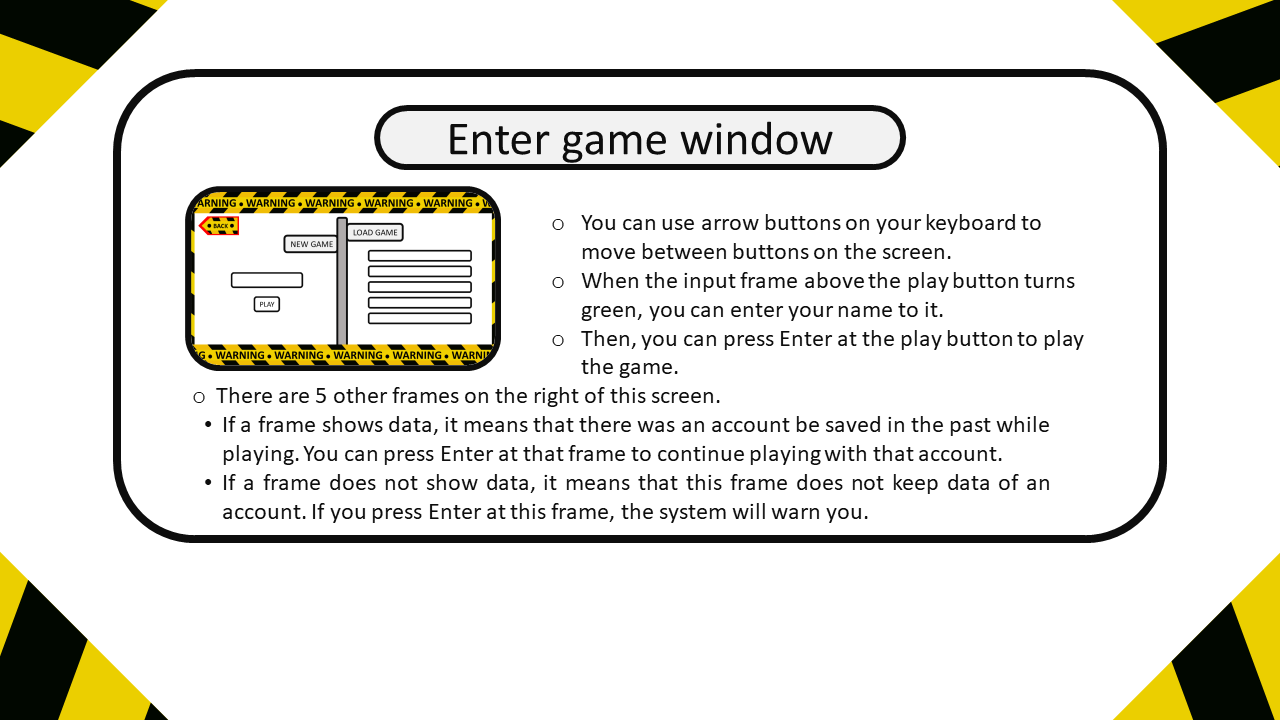 Enter game window
ARNING • WARNING • WARNING • WARNING • WARNING • W
BACK
NEW GAME
LOAD GAME
PLAY
G • WARNING • WARNING • WARNING • WARNING • WARNIN
○ You can use arrow buttons on your keyboard to
move between buttons on the screen.
○ When the input frame above the play button turns
green, you can enter your name to it.
○ Then, you can press Enter at the play button to play
the game.
○ There are 5 other frames on the right of this screen.
• If a frame shows data, it means that there was an account be saved in the past while
playing. You can press Enter at that frame to continue playing with that account.
• If a frame does not show data, it means that this frame does not keep data of an
account. If you press Enter at this frame, the system will warn you.